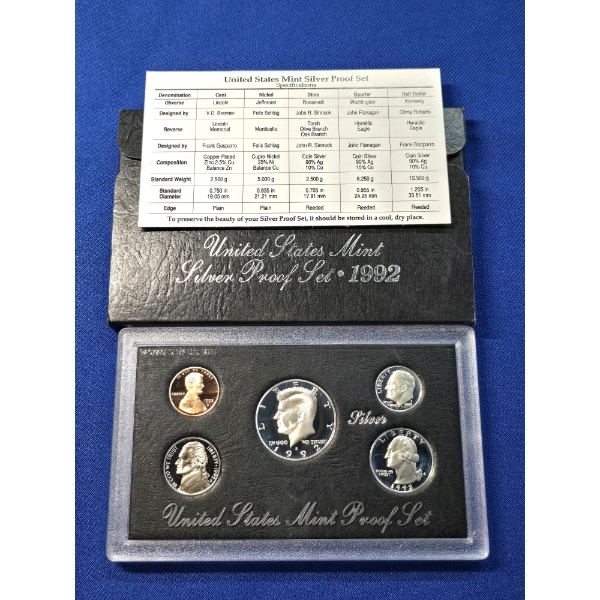 United States Mint Silver Proof Set
Specifications
Denomination Cent Nickel Dime Quarter Half Dollar
Obverse Lincoln Jefferson Roosevelt Washington Kennedy
Designed by V.D. Brenner Felix Schlag John R. Sinnock John Flanagan Gilroy Roberts
Reverse Lincoln Memorial Monticello Torch Olive Branch Oak Branch Heraldic Eagle Heraldic Eagle
Designed by Frank Gasparro Felix Schlag John R. Sinnock John Flanagan Frank Gasparro
Composition Copper Plated Zinc 2.5% Cu Balance Zn Cupro Nickel 25% Ni Balance Cu Coin Silver 90% Ag 10% Cu Coin Silver 90% Ag 10% Cu Coin Silver 90% Ag 10% Cu
Standard Weight 2.500 g 5.000 g 2.500 g 6.250 g 12.500 g
Standard Diameter 0.750 in 19.05 mm 0.835 in 21.21 mm 0.705 in 17.91 mm 0.955 in 24.26 mm 1.205 in 30.61 mm
Edge Plain Plain Reeded Reeded Reeded
To preserve the beauty of your Silver Proof Set, it should be stored in a cool, dry place.
United States Mint
Silver Proof Set · 1992
LIBERTY
IN GOD WE TRUST
1992
LIBERTY
Silver
LIBERTY
1992
United States Mint Proof Set